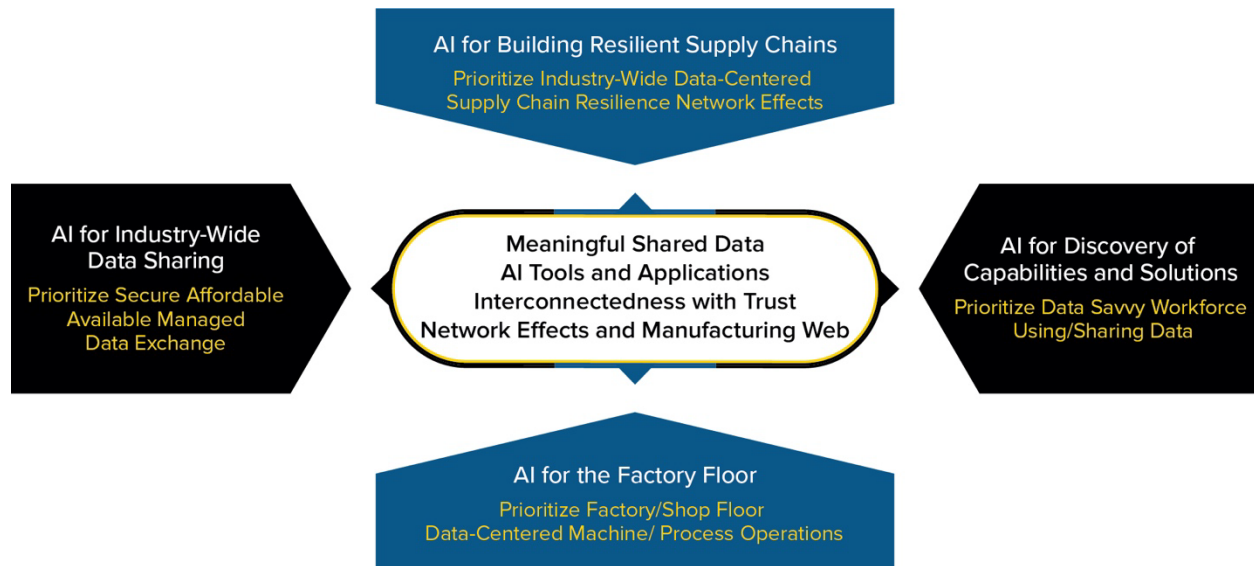 AI for Building Resilient Supply Chains
Prioritize Industry-Wide Data-Centered
Supply Chain Resilience Network Effects
AI for Industry-Wide
Data Sharing
Prioritize Secure Affordable
Available Managed
Data Exchange
Meaningful Shared Data
AI Tools and Applications
Interconnectedness with Trust
Network Effects and Manufacturing Web
AI for Discovery of
Capabilities and Solutions
Prioritize Data Savvy Workforce
Using/Sharing Data
AI for the Factory Floor
Prioritize Factory/Shop Floor
Data-Centered Machine/ Process Operations